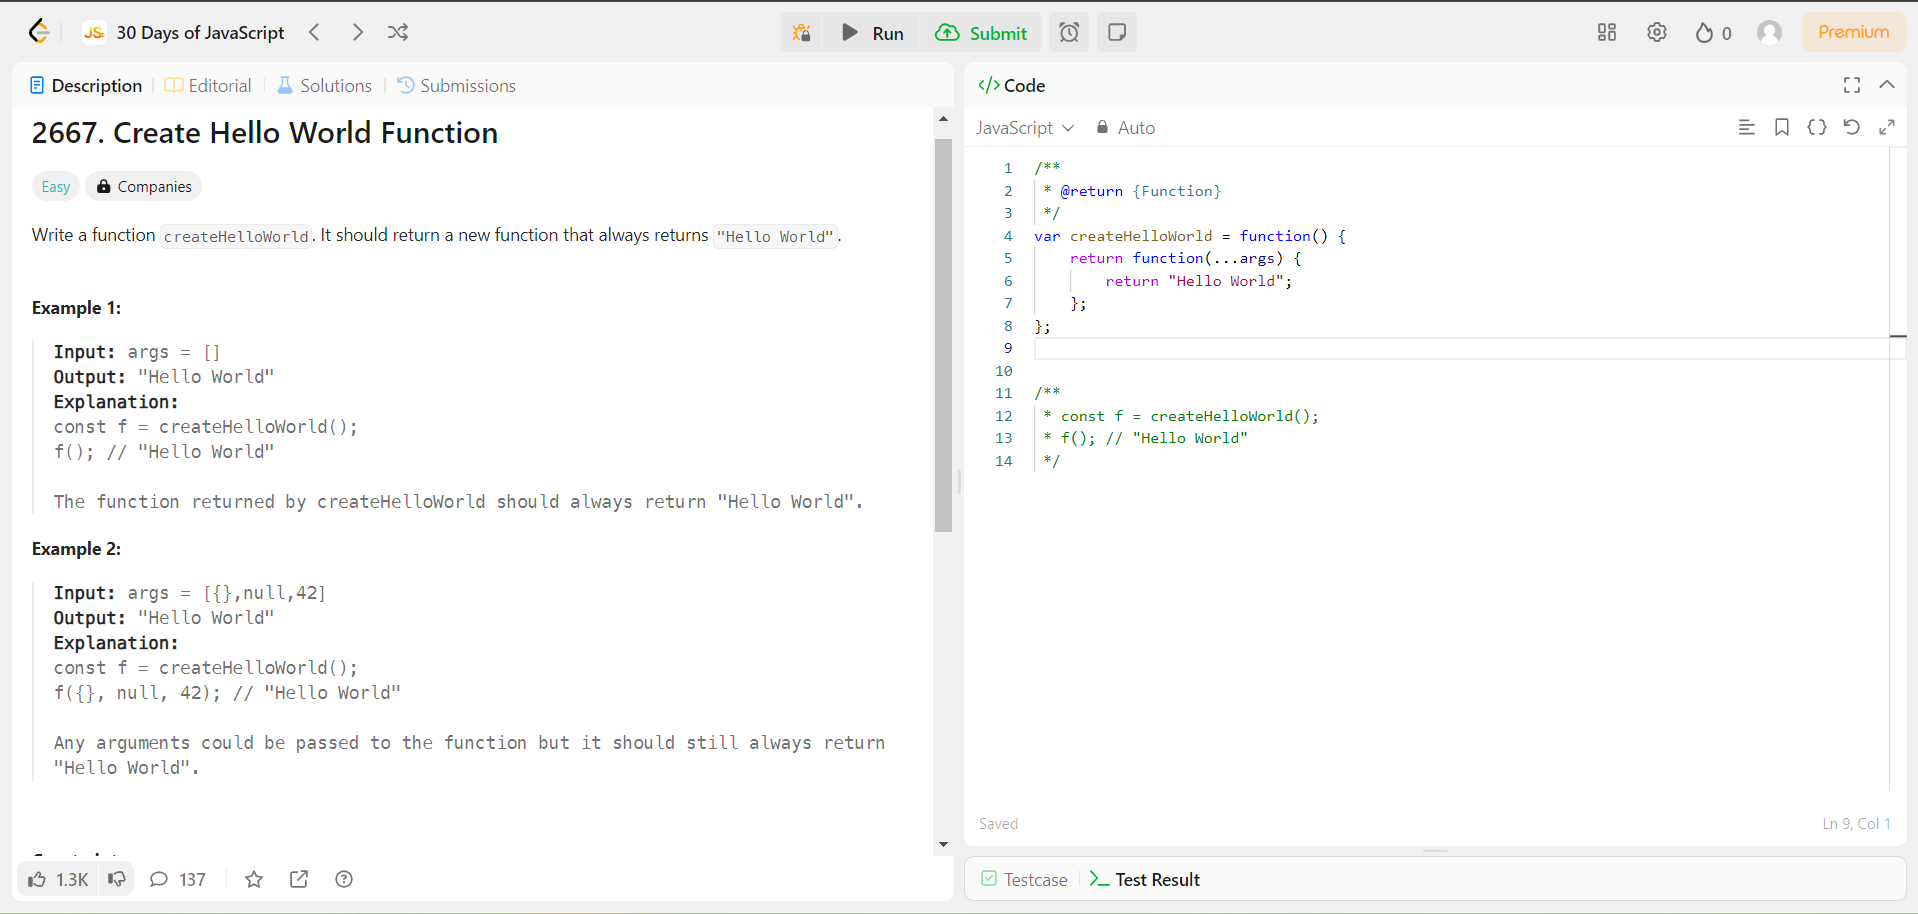 JS 30 Days of JavaScript
Run
Submit
0
Premium
Description
Editorial
Solutions
Submissions
2667. Create Hello World Function
Easy
Companies
Write a function createHelloWorld. It should return a new function that always returns "Hello World".
Example 1:
Input: args = []
Output: "Hello World"
Explanation:
const f = createHelloWorld();
f(); // "Hello World"
The function returned by createHelloWorld should always return "Hello World".
Example 2:
Input: args = [{},null,42]
Output: "Hello World"
Explanation:
const f = createHelloWorld();
f({}, null, 42); // "Hello World"
Any arguments could be passed to the function but it should still always return
"Hello World".
1.3K
137
</> Code
JavaScript
Auto
1 /**
2 * @return {Function}
3 */
4 var createHelloWorld = function() {
5 return function(...args) {
6 return "Hello World";
7 };
8 };
9
10
11 /**
12 * const f = createHelloWorld();
13 * f(); // "Hello World"
14 */
Saved
Ln 9, Col 1
Testcase
Test Result